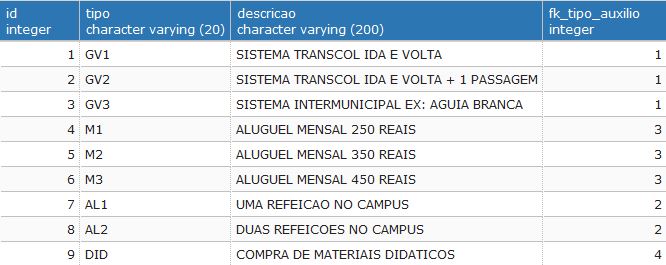 id tipo descricao fk_tipo_auxilio
integer character varying (20) character varying (200) integer
1 GV1 SISTEMA TRANSCOL IDA E VOLTA 1
2 GV2 SISTEMA TRANSCOL IDA E VOLTA + 1 PASSAGEM 1
3 GV3 SISTEMA INTERMUNICIPAL EX: AGUIA BRANCA 1
4 M1 ALUGUEL MENSAL 250 REAIS 3
5 M2 ALUGUEL MENSAL 350 REAIS 3
6 M3 ALUGUEL MENSAL 450 REAIS 3
7 AL1 UMA REFEICAO NO CAMPUS 2
8 AL2 DUAS REFEICOES NO CAMPUS 2
9 DID COMPRA DE MATERIAIS DIDATICOS 4